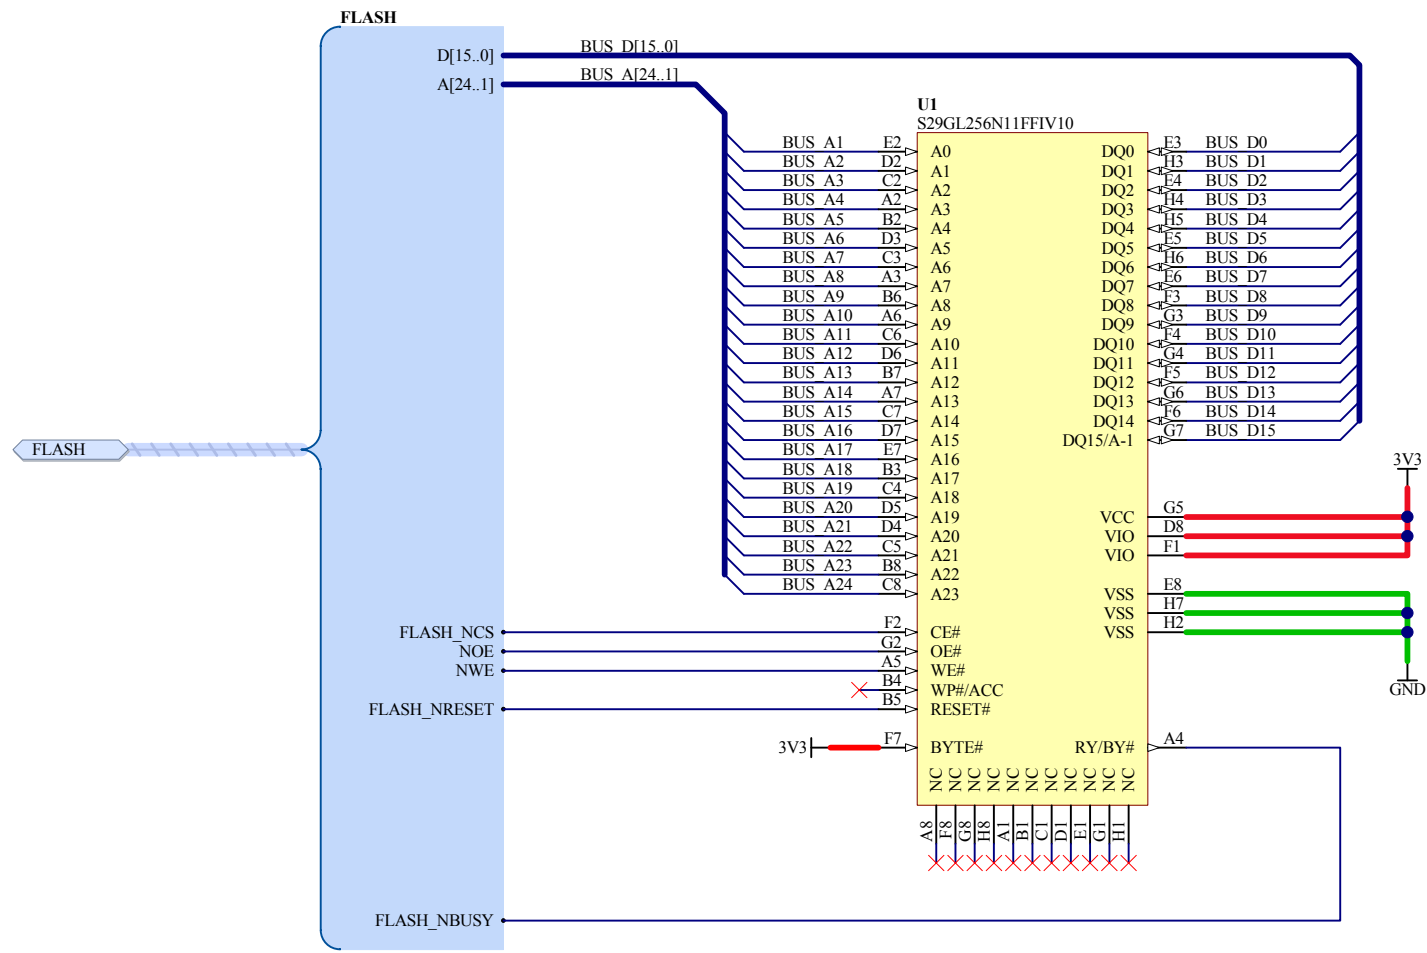 FLASH
D[15..0] BUS_D[15..0]
A[24..1] BUS_A[24..1]
U1
S29GL256N11FFIV10
BUS_A1 E2 A0 DQ0 E3 BUS_D0
BUS_A2 D2 A1 DQ1 H3 BUS_D1
BUS_A3 C2 A2 DQ2 E4 BUS_D2
BUS_A4 A2 A3 DQ3 H4 BUS_D3
BUS_A5 B2 A4 DQ4 H5 BUS_D4
BUS_A6 D3 A5 DQ5 E5 BUS_D5
BUS_A7 C3 A6 DQ6 H6 BUS_D6
BUS_A8 A3 A7 DQ7 E6 BUS_D7
BUS_A9 B6 A8 DQ8 F3 BUS_D8
BUS_A10 A6 A9 DQ9 G3 BUS_D9
BUS_A11 C6 A10 DQ10 F4 BUS_D10
BUS_A12 D6 A11 DQ11 G4 BUS_D11
BUS_A13 B7 A12 DQ12 F5 BUS_D12
BUS_A14 A7 A13 DQ13 G6 BUS_D13
BUS_A15 C7 A14 DQ14 F6 BUS_D14
BUS_A16 D7 A15 DQ15/A-1 G7 BUS_D15
FLASH
BUS_A17 E7 A16
3V3
BUS_A18 B3 A17
BUS_A19 C4 A18
BUS_A20 D5 A19 VCC G5
BUS_A21 D4 A20 VIO D8
BUS_A22 C5 A21 VIO F1
BUS_A23 B8 A22
BUS_A24 C8 A23 VSS E8
VSS H7
FLASH_NCS F2 CE# VSS H2
NOE G2 OE#
NWE A5 WE#
B4 WP#/ACC GND
FLASH_NRESET B5 RESET#
3V3 F7 BYTE# RY/BY# A4
NC NC NC NC NC NC NC NC NC NC NC
A8 F8 G8 H8 A1 B1 C1 D1 E1 G1 H1
FLASH_NBUSY